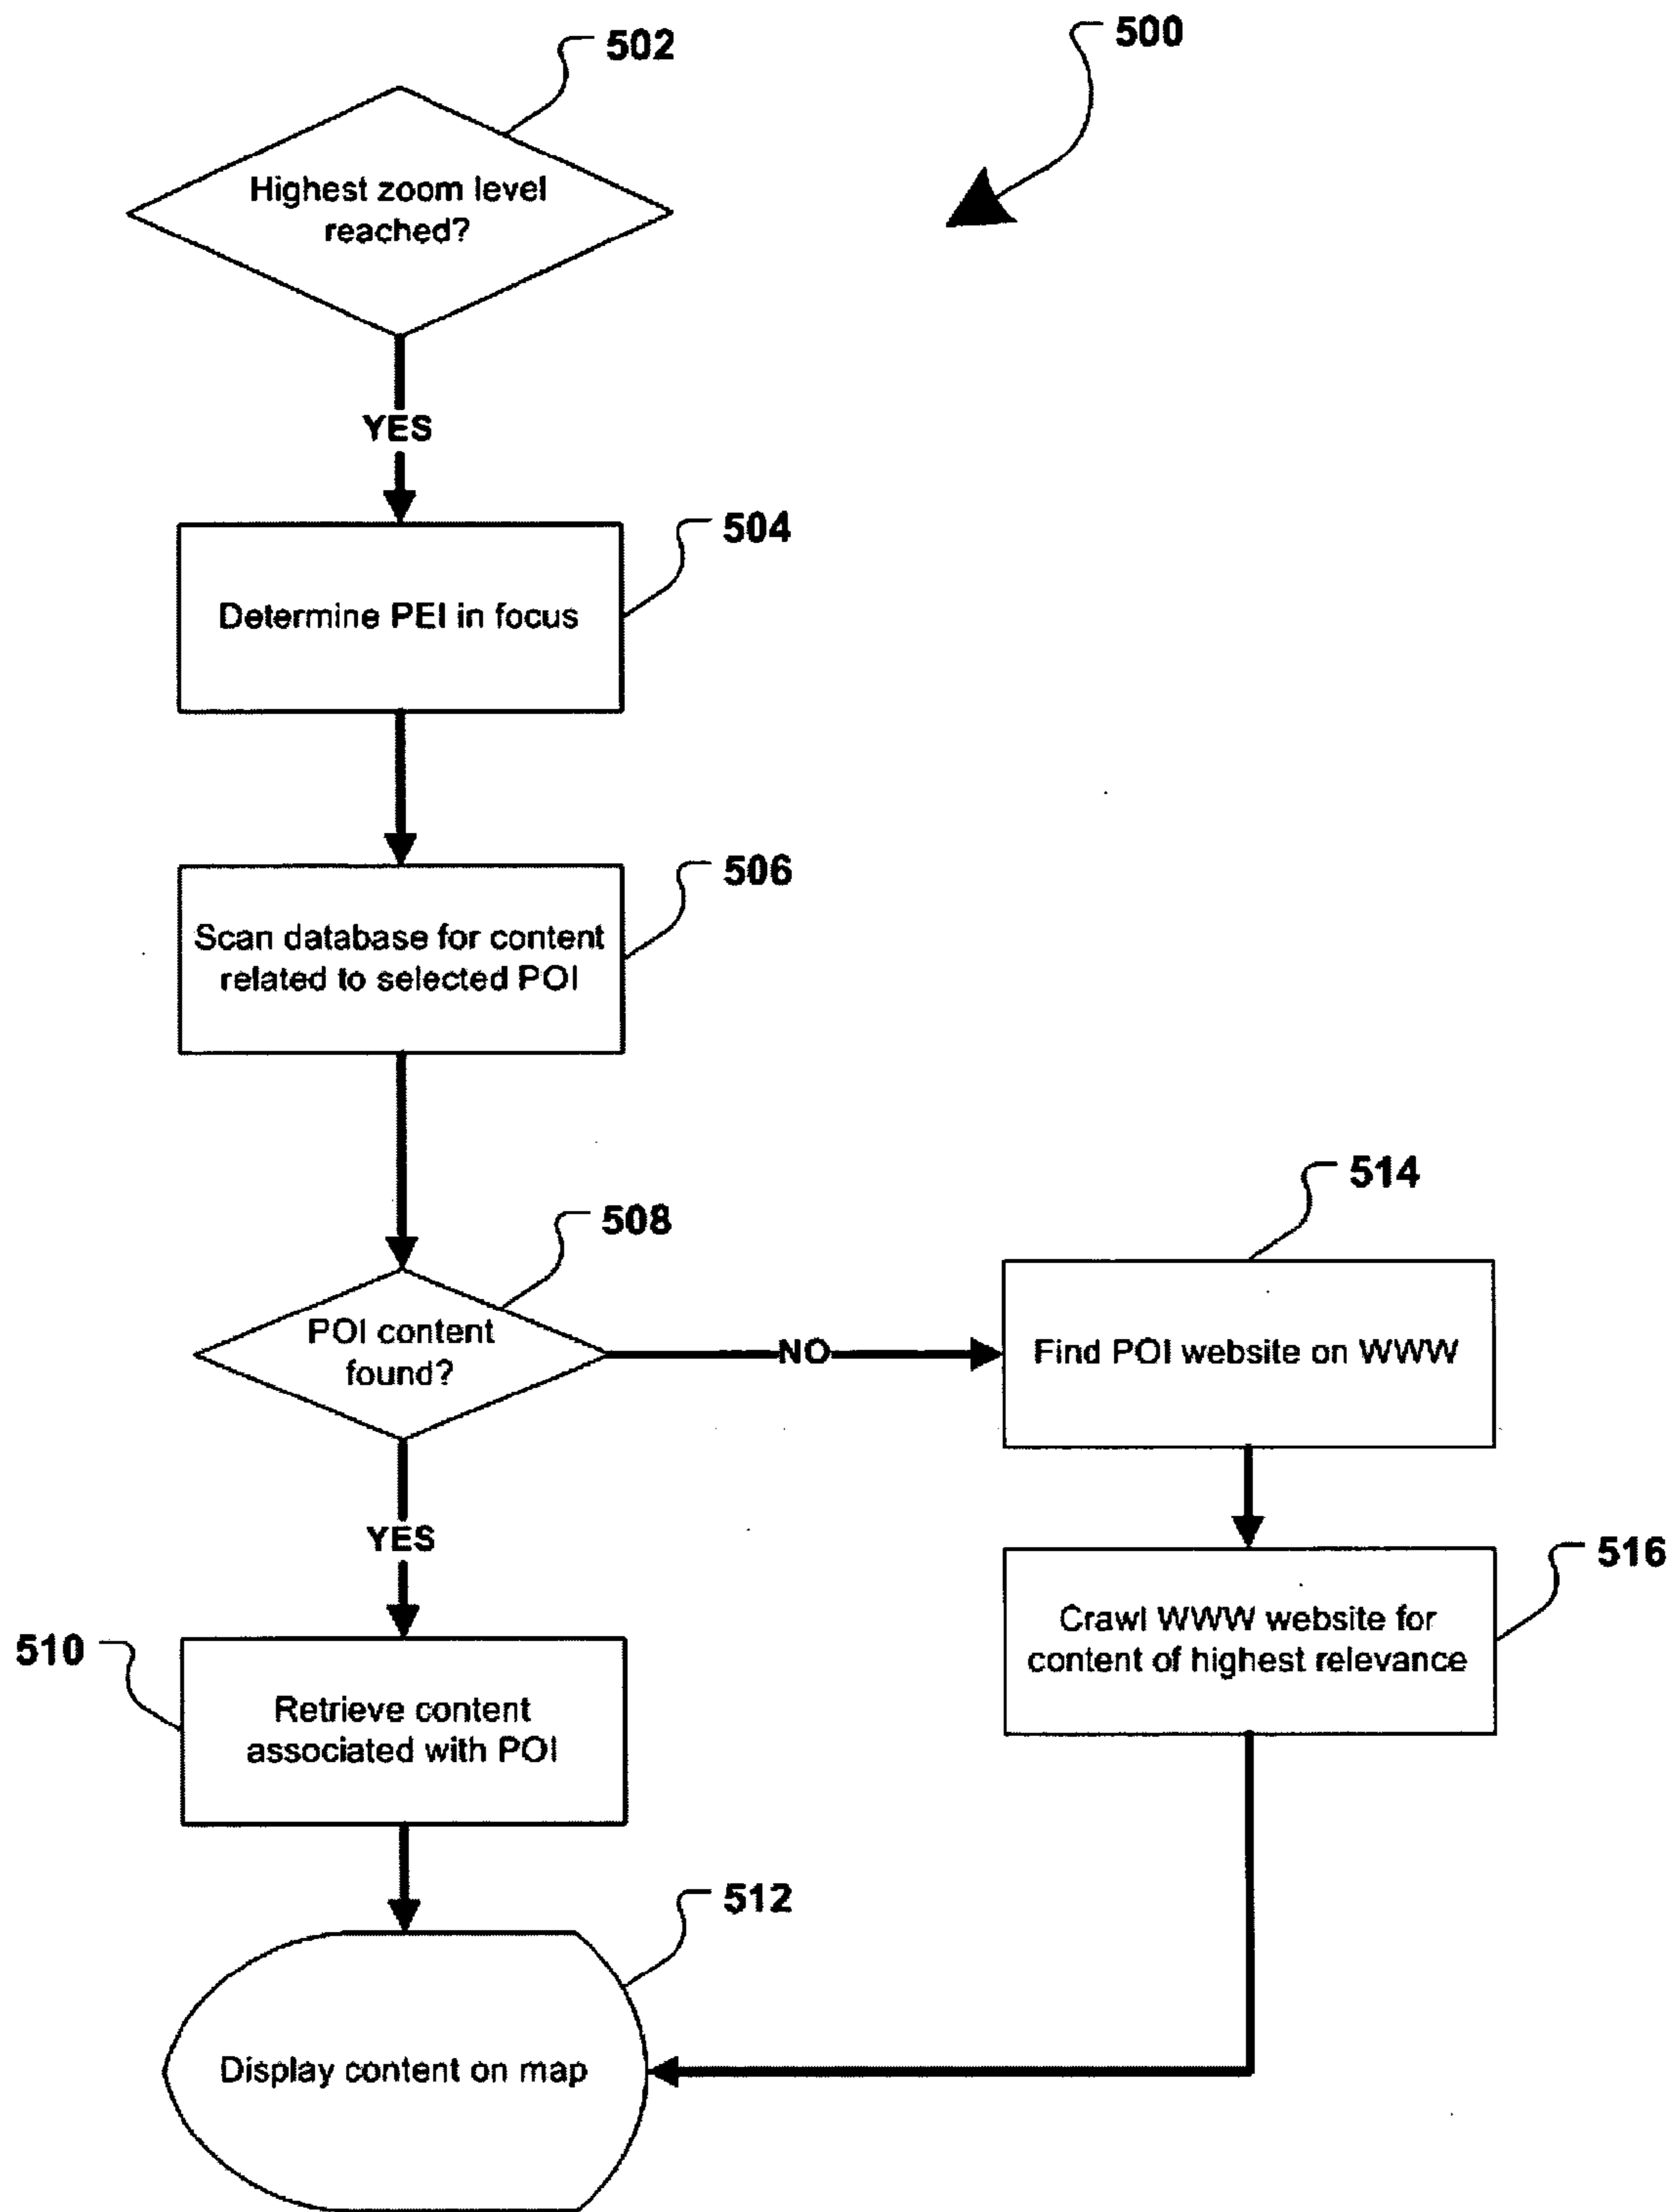 502
500
Highest zoom level
reached?
YES
504
Determine PEI in focus
506
Scan database for content
related to selected POI
508
POI content
found?
NO
514
Find POI website on WWW
YES
516
Crawl WWW website for
content of highest relevance
510
Retrieve content
associated with POI
512
Display content on map